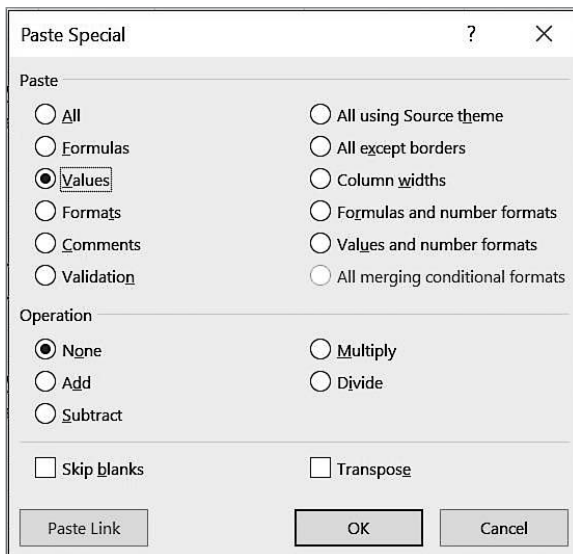 Paste Special ?
Paste
All
Formulas
Values
Formats
Comments
Validation
All using Source theme
All except borders
Column widths
Formulas and number formats
Values and number formats
All merging conditional formats
Operation
None
Add
Subtract
Multiply
Divide
Skip blanks
Transpose
Paste Link
OK
Cancel